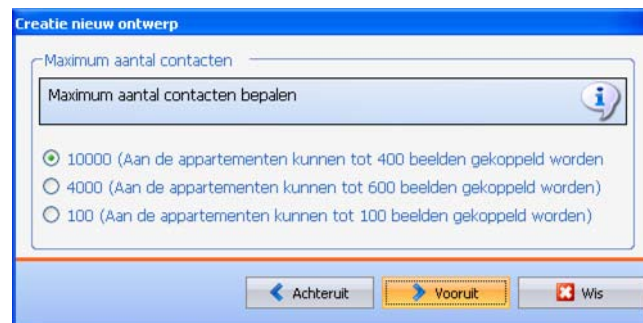 Creatie nieuw ontwerp
Maximum aantal contacten
Maximum aantal contacten bepalen
10000 (Aan de appartementen kunnen tot 400 beelden gekoppeld worden
4000 (Aan de appartementen kunnen tot 600 beelden gekoppeld worden)
100 (Aan de appartementen kunnen tot 100 beelden gekoppeld worden)
Achteruit Vooruit Wis